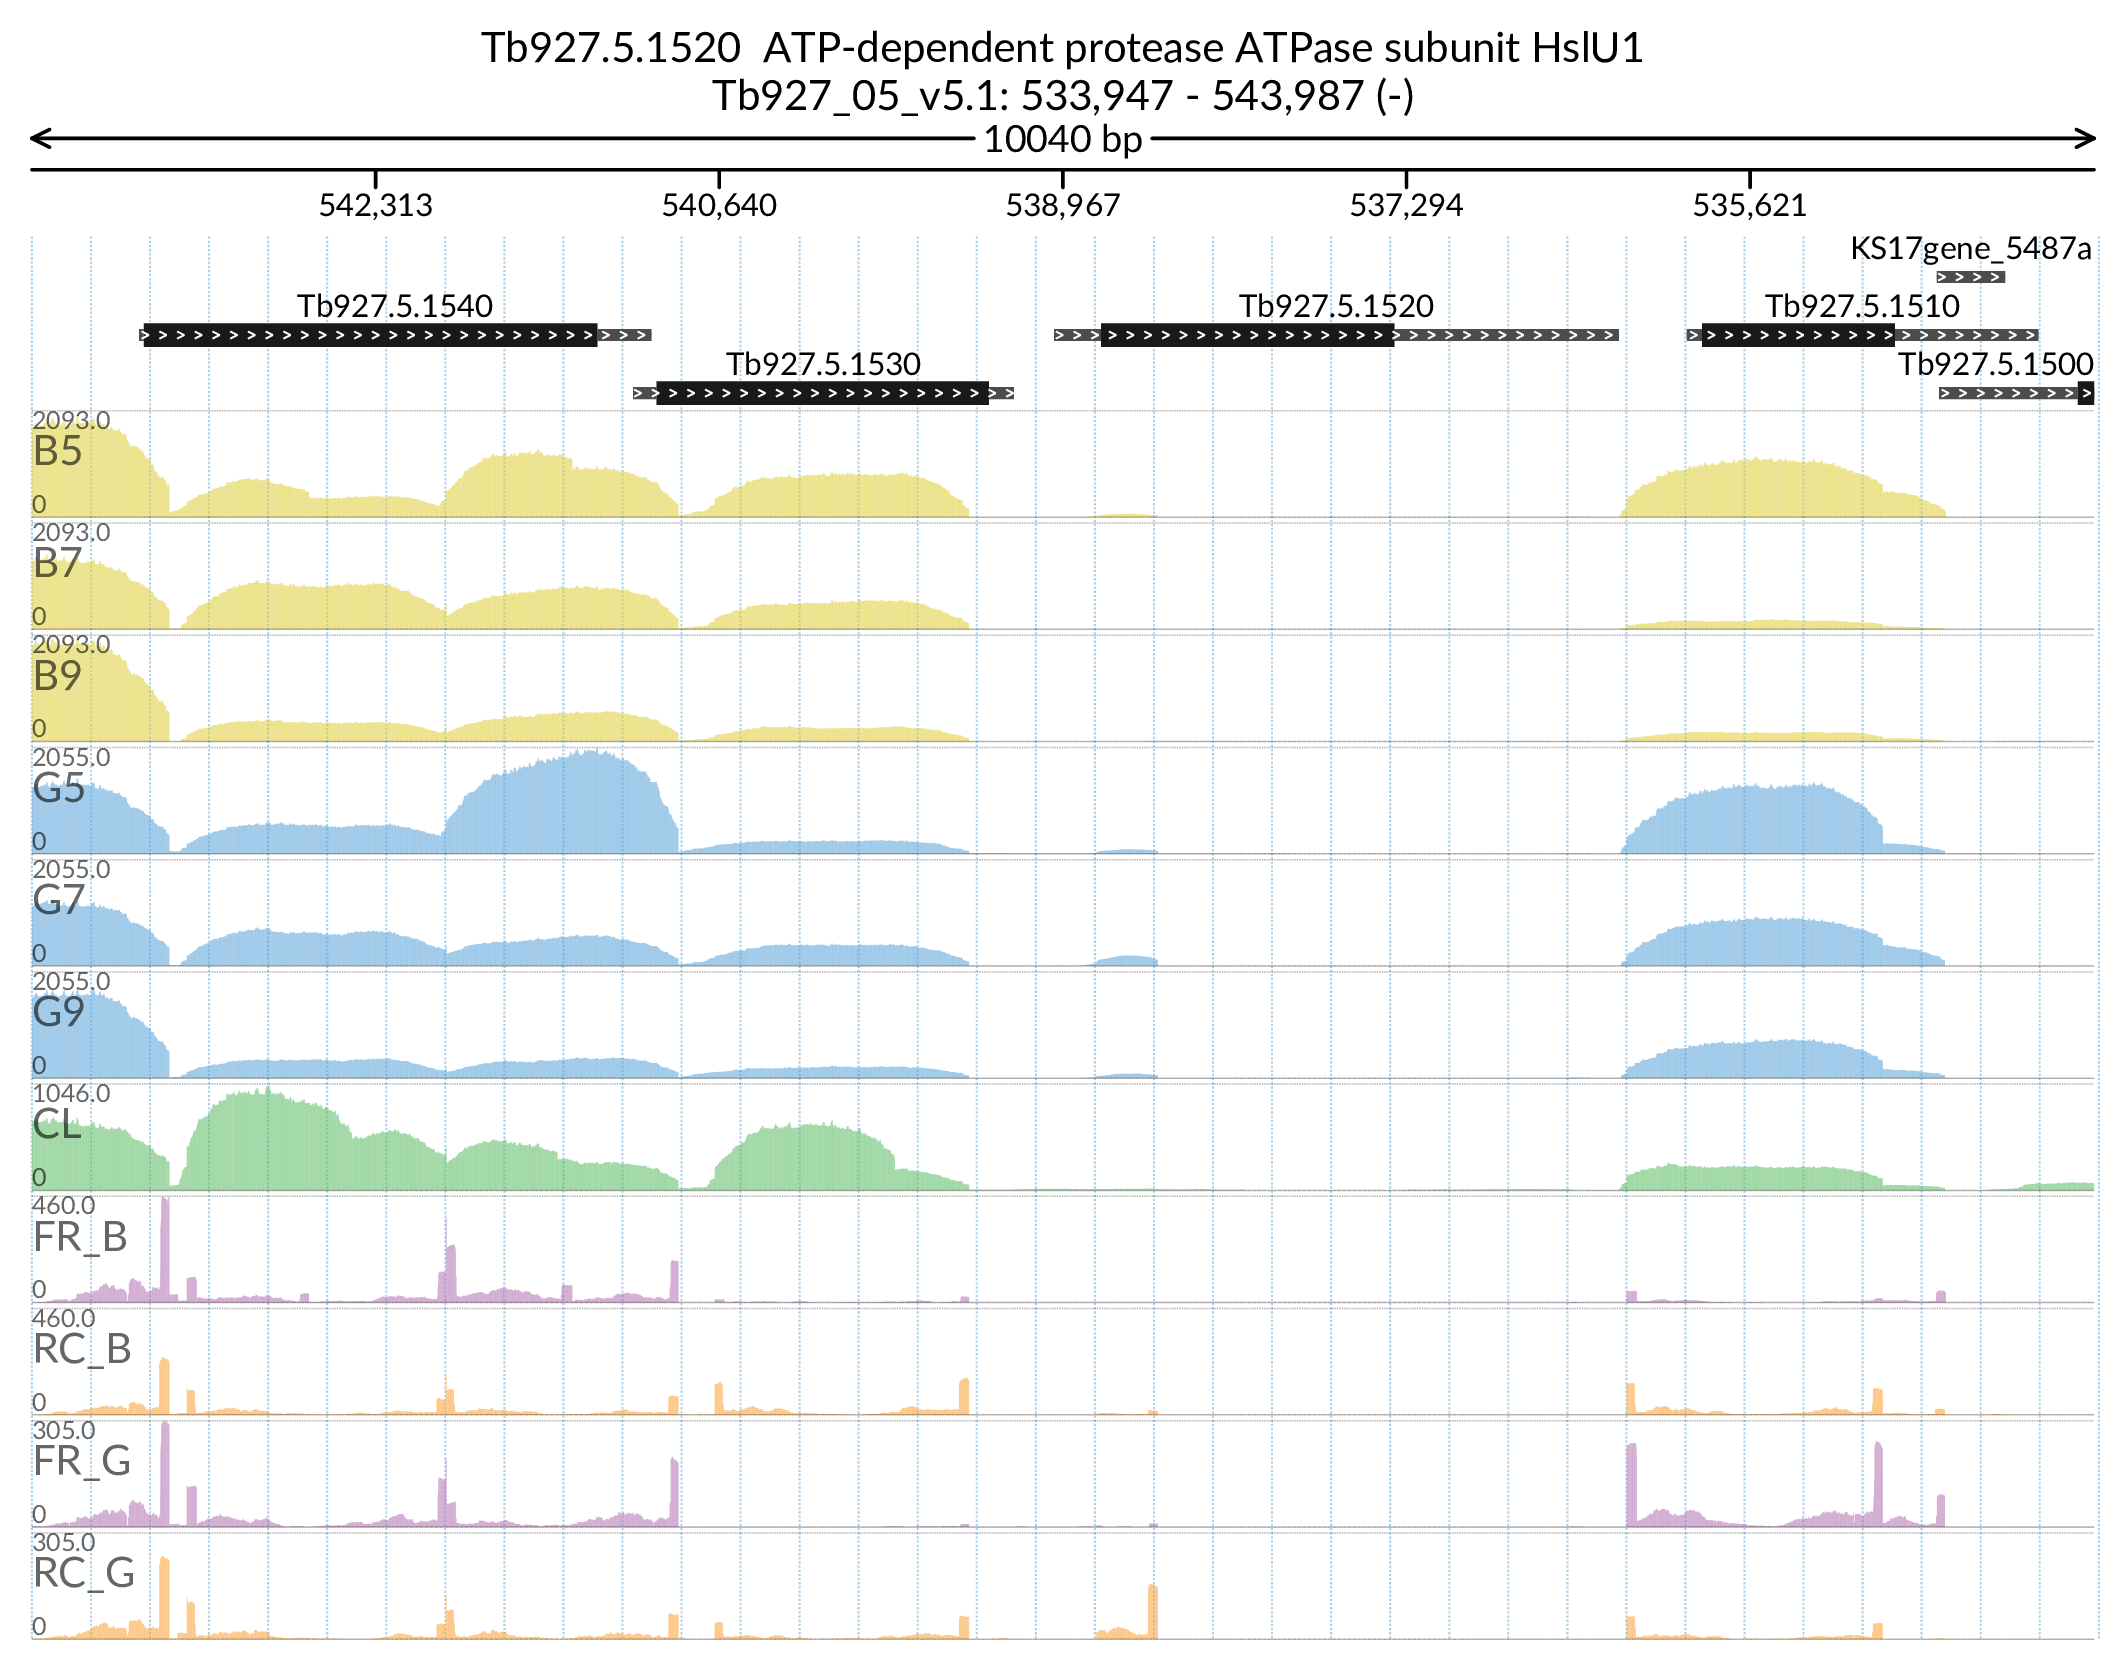 Tb927.5.1520  ATP-dependent protease ATPase subunit HslU1
Tb927_05_v5.1: 533,947 - 543,987 (-)
10040 bp
542,313 540,640 538,967 537,294 535,621
KS17gene_5487a
Tb927.5.1540 Tb927.5.1520 Tb927.5.1510
Tb927.5.1530 Tb927.5.1500
2093.0
B5
0
2093.0
B7
0
2093.0
B9
0
2055.0
G5
0
2055.0
G7
0
2055.0
G9
0
1046.0
CL
0
460.0
FR_B
0
460.0
RC_B
0
305.0
FR_G
0
305.0
RC_G
0